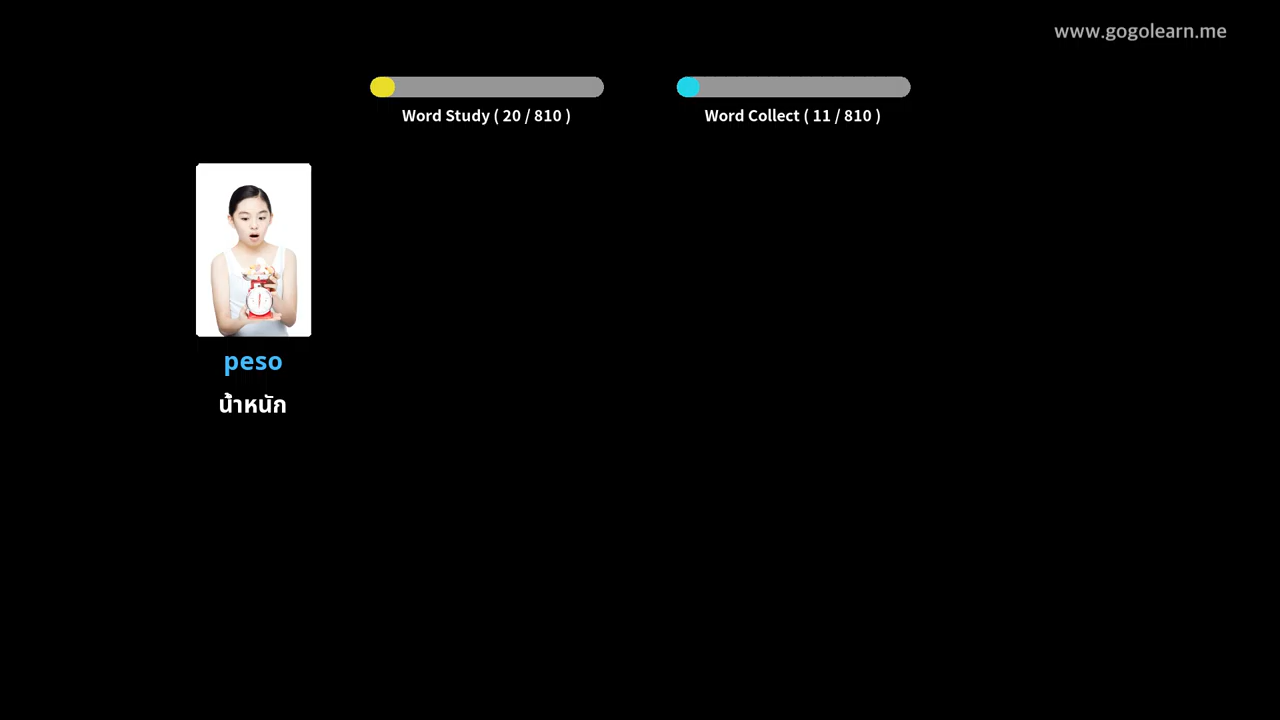 www.gogolearn.me
Word Study ( 20 / 810 )
Word Collect ( 11 / 810 )
peso
น้ำหนัก